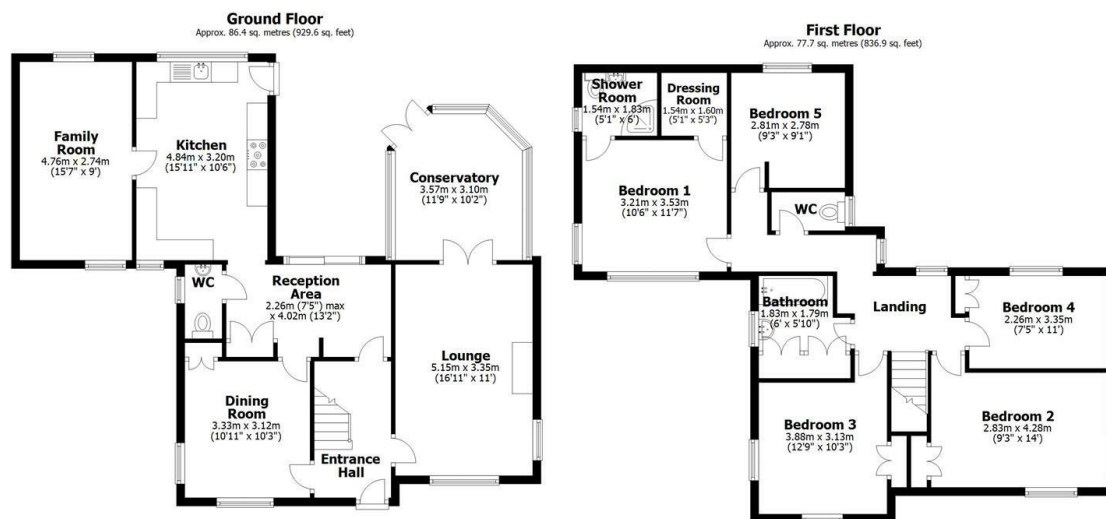 Ground Floor
Approx. 86.4 sq. metres (929.6 sq. feet)
Family
Room
4.76m x 2.74m
(15'7" x 9')
Kitchen
4.84m x 3.20m
(15'11" x 10'6")
Conservatory
3.57m x 3.10m
(11'9" x 10'2")
WC
Reception
Area
2.26m (7'5") max
x 4.02m (13'2")
Lounge
5.15m x 3.35m
(16'11" x 11')
Dining
Room
3.33m x 3.12m
(10'11" x 10'3")
Entrance
Hall
First Floor
Approx. 77.7 sq. metres (836.9 sq. feet)
Shower
Room
1.54m x 1.83m
(5'1" x 6')
Dressing
Room
1.54m x 1.60m
(5'1" x 5'3")
Bedroom 5
2.81m x 2.78m
(9'3" x 9'1")
Bedroom 1
3.21m x 3.53m
(10'6" x 11'7")
WC
Bathroom
1.83m x 1.79m
(6' x 5'10")
Landing
Bedroom 4
2.26m x 3.35m
(7'5" x 11')
Bedroom 3
3.88m x 3.13m
(12'9" x 10'3")
Bedroom 2
2.83m x 4.28m
(9'3" x 14')